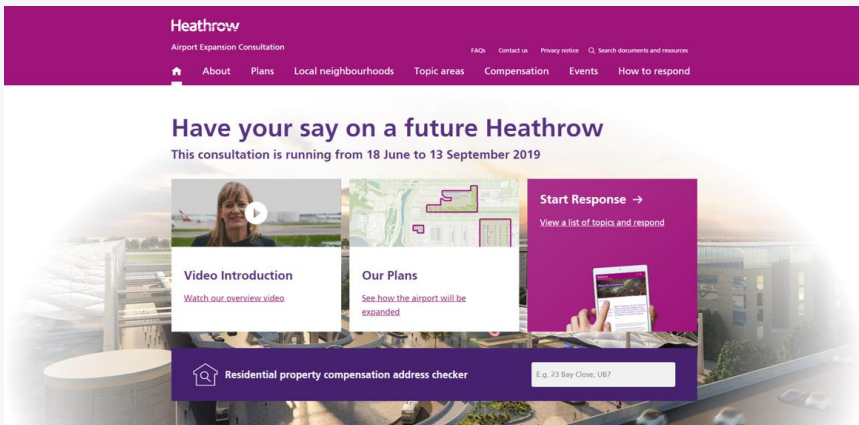 Heathrow
Airport Expansion Consultation
FAQs Contact us Privacy notice Search documents and resources
About Plans Local neighbourhoods Topic areas Compensation Events How to respond
Have your say on a future Heathrow
This consultation is running from 18 June to 13 September 2019
Start Response →
View a list of topics and respond
Video Introduction
Watch our overview video
Our Plans
See how the airport will be
expanded
Residential property compensation address checker
E.g. 23 Bay Close, UB7